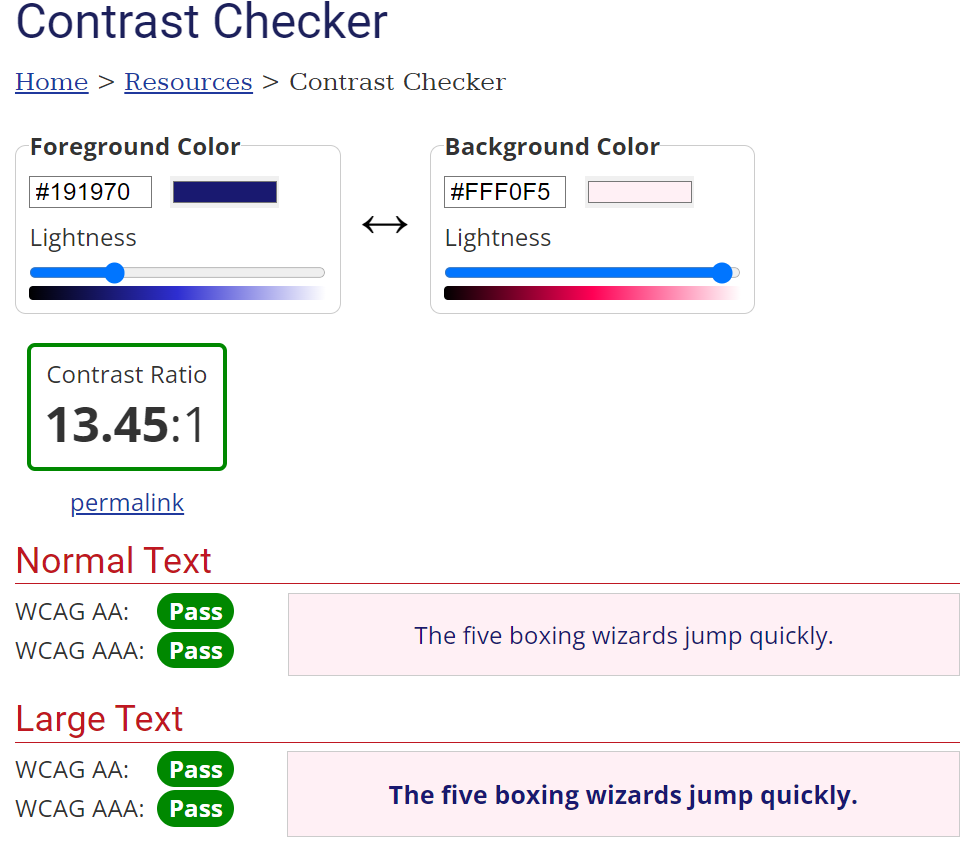 Contrast Checker
Home > Resources > Contrast Checker
Foreground Color
#191970
Lightness
Background Color
#FFF0F5
Lightness
Contrast Ratio
13.45:1
permalink
Normal Text
WCAG AA: Pass
WCAG AAA: Pass
The five boxing wizards jump quickly.
Large Text
WCAG AA: Pass
WCAG AAA: Pass
The five boxing wizards jump quickly.